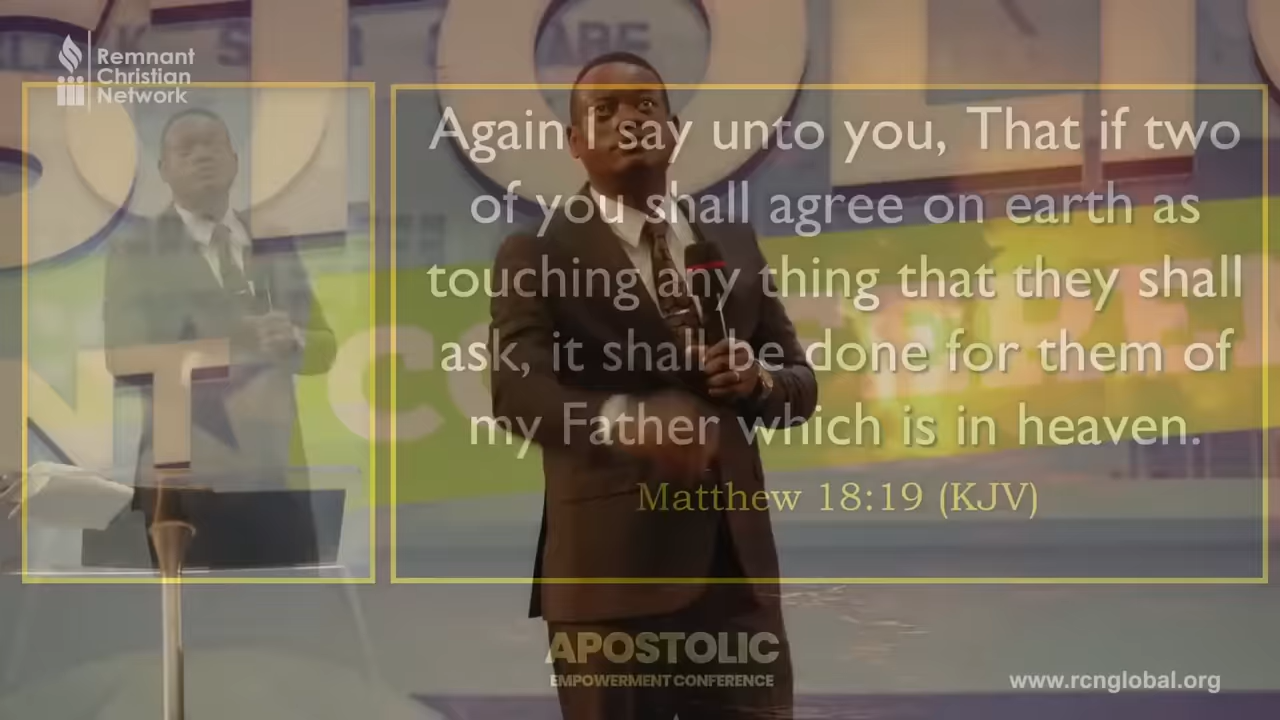 Remnant
Christian
Network
Again I say unto you, That if two
of you shall agree on earth as
touching any thing that they shall
ask, it shall be done for them of
my Father which is in heaven.
Matthew 18:19 (KJV)
APOSTOLIC
EMPOWERMENT CONFERENCE
www.rcnglobal.org